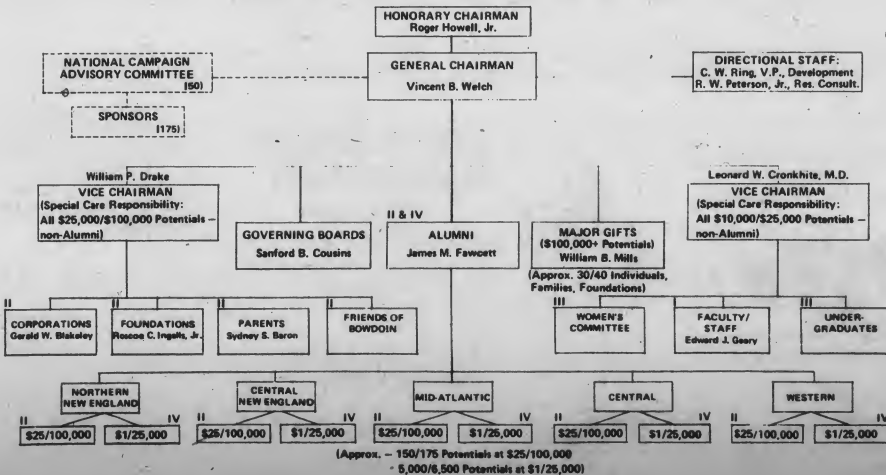 HONORARY CHAIRMAN
Roger Howell, Jr.
NATIONAL CAMPAIGN
ADVISORY COMMITTEE
(50)
SPONSORS
(175)
GENERAL CHAIRMAN
Vincent B. Welch
DIRECTIONAL STAFF:
C. W. Ring, V.P., Development
R. W. Peterson, Jr., Res. Consult.
William P. Drake
VICE CHAIRMAN
(Special Care Responsibility:
All $25,000/$100,000 Potentials –
non-Alumni)
GOVERNING BOARDS
Sanford B. Cousins
II & IV
ALUMNI
James M. Fawcett
MAJOR GIFTS
($100,000+ Potentials)
William B. Mills
(Approx. 30/40 Individuals,
Families, Foundations)
Leonard W. Cronkhite, M.D.
VICE CHAIRMAN
(Special Care Responsibility:
All $10,000/$25,000 Potentials –
non-Alumni)
II
CORPORATIONS
Gerald W. Blakeley
II
FOUNDATIONS
Roscoe C. Ingalls, Jr.
II
PARENTS
Sydney S. Baron
II
FRIENDS OF
BOWDOIN
III
WOMEN'S
COMMITTEE
I
FACULTY/
STAFF
Edward J. Geary
III
UNDER-
GRADUATES
NORTHERN
NEW ENGLAND
II IV
$25/100,000 $1/25,000
CENTRAL
NEW ENGLAND
II IV
$25/100,000 $1/25,000
MID-ATLANTIC
II IV
$25/100,000 $1/25,000
CENTRAL
II IV
$25/100,000 $1/25,000
WESTERN
II IV
$25/100,000 $1/25,000
(Approx. – 150/175 Potentials at $25/100,000
- 5,000/6,500 Potentials at $1/25,000)